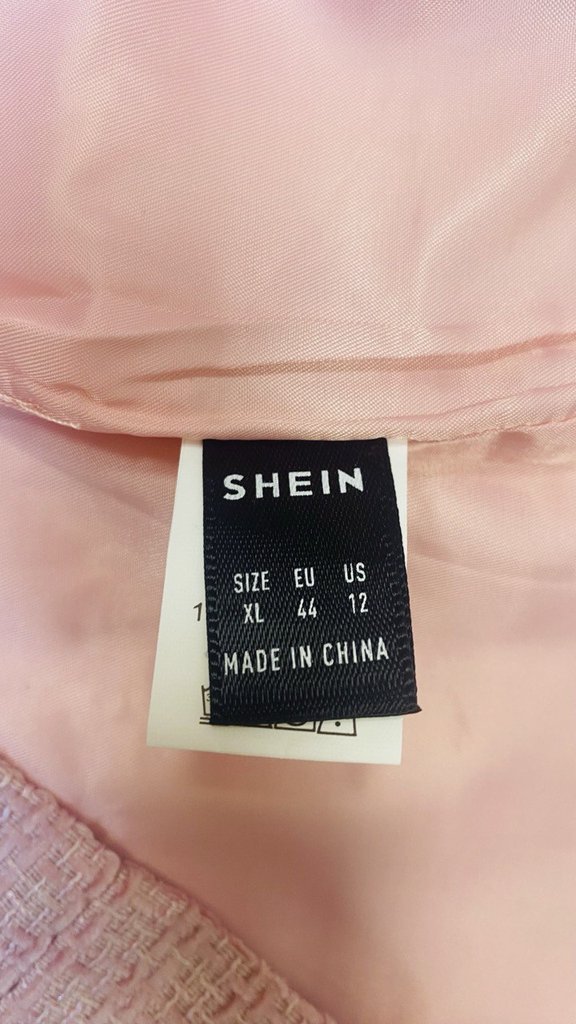 SHEIN
SIZE EU US
XL 44 12
MADE IN CHINA